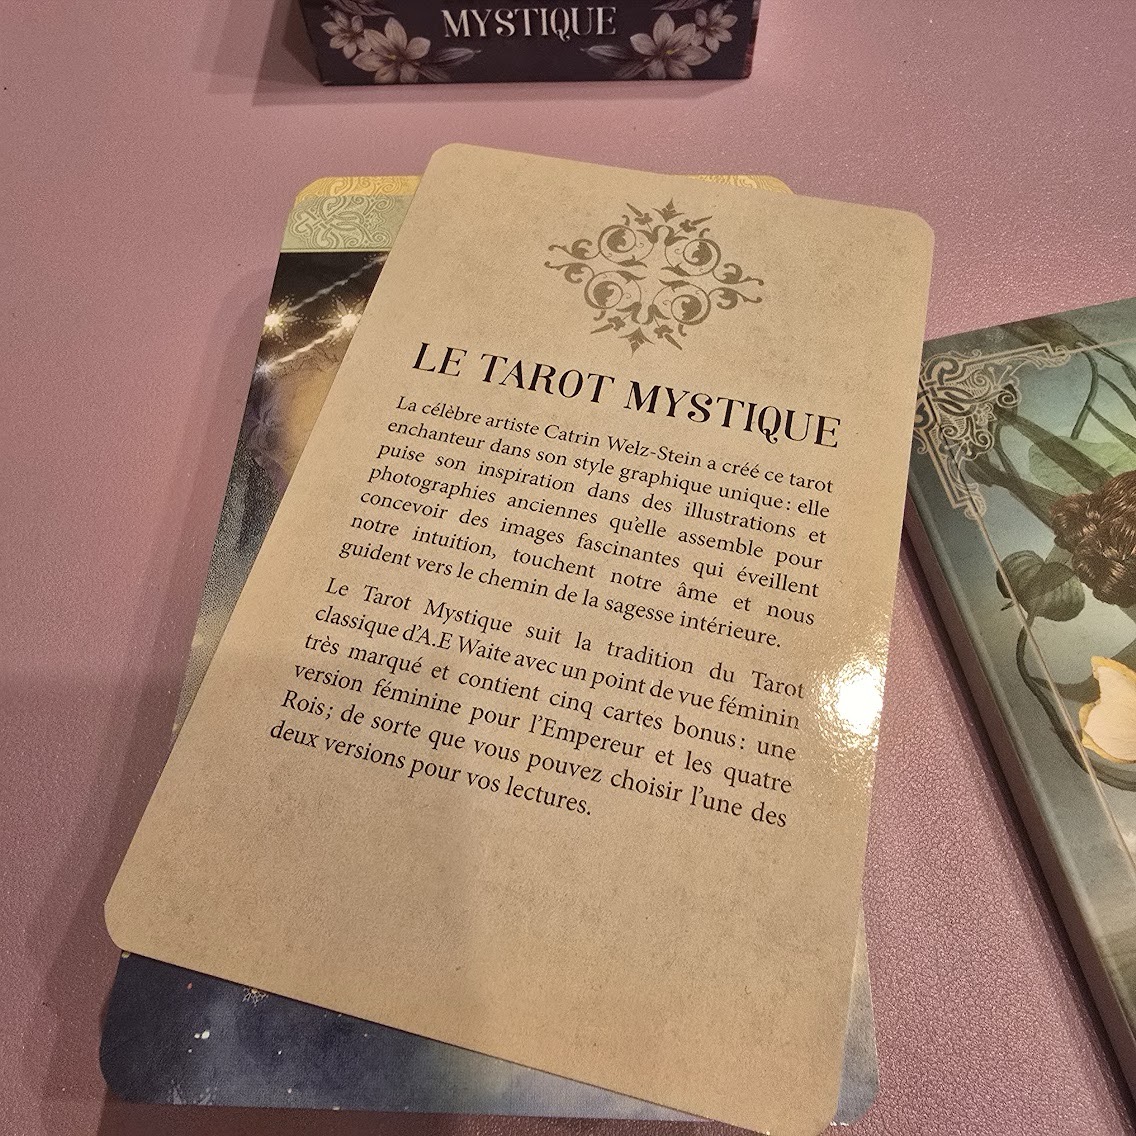 MYSTIQUE
LE TAROT MYSTIQUE
La célèbre artiste Catrin Welz-Stein a créé ce tarot
enchanteur dans son style graphique unique : elle
puise son inspiration dans des illustrations et
photographies anciennes qu'elle assemble pour
concevoir des images fascinantes qui éveillent
notre intuition, touchent notre âme et nous
guident vers le chemin de la sagesse intérieure.
Le Tarot Mystique suit la tradition du Tarot
classique d'A.E Waite avec un point de vue féminin
très marqué et contient cinq cartes bonus : une
version féminine pour l'Empereur et les quatre
Rois ; de sorte que vous pouvez choisir l'une des
deux versions pour vos lectures.